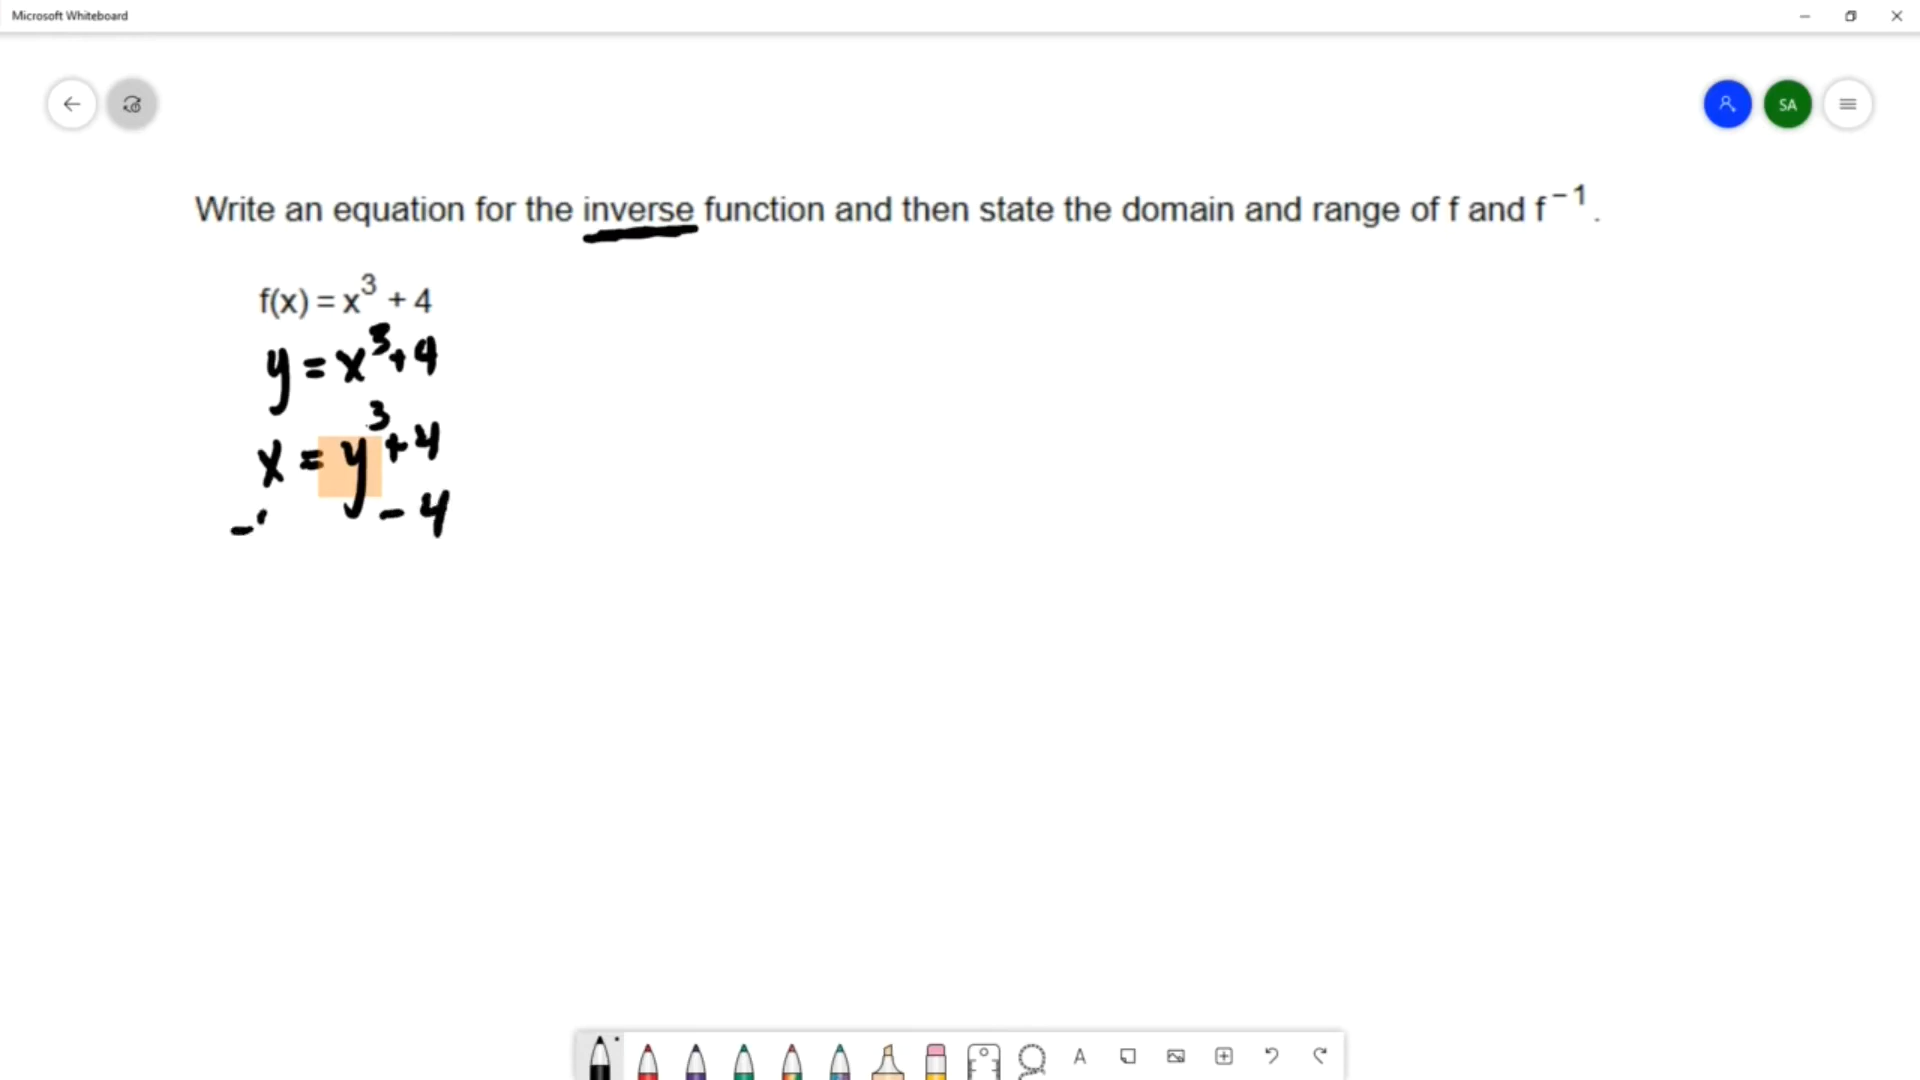 Microsoft Whiteboard
SA
Write an equation for the inverse function and then state the domain and range of f and f⁻¹.
f(x) = x³ + 4
y = x³ + 4
x = y³ + 4
- - 4
A